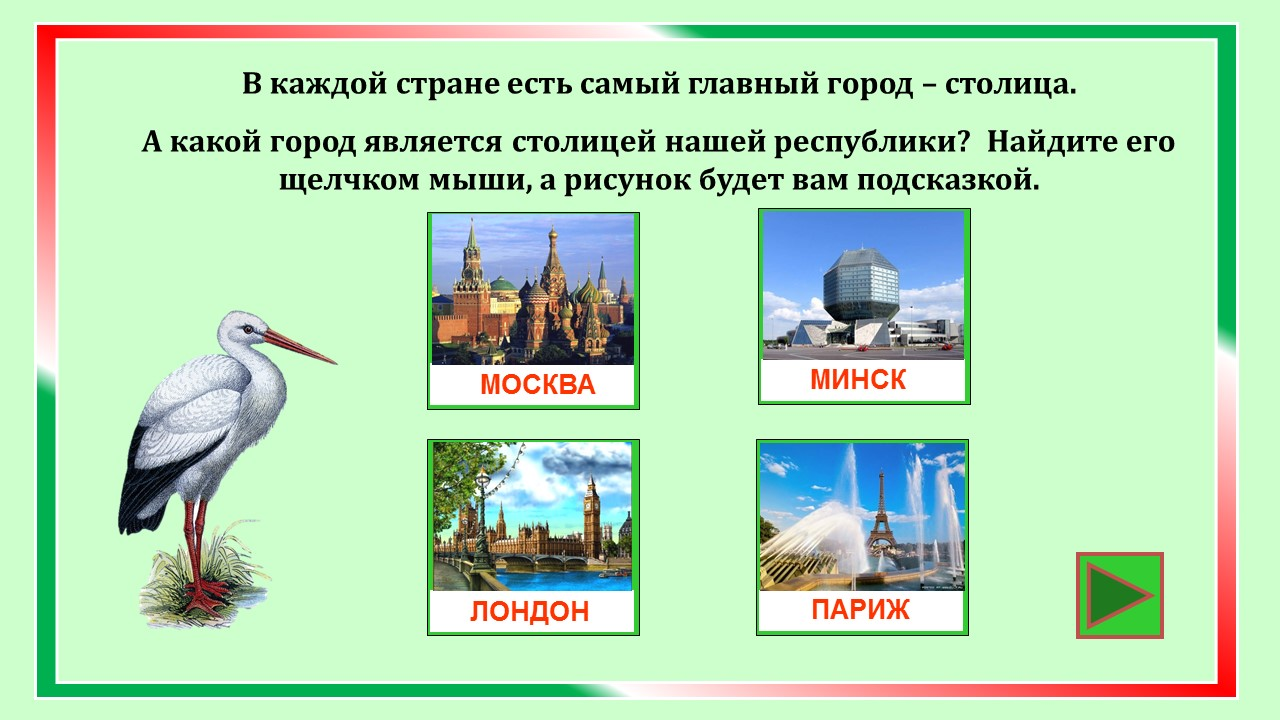 В каждой стране есть самый главный город – столица.
А какой город является столицей нашей республики? Найдите его
щелчком мыши, а рисунок будет вам подсказкой.
МОСКВА
МИНСК
ЛОНДОН
ПАРИЖ